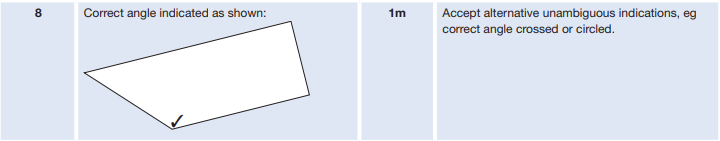 8
Correct angle indicated as shown:
✓
1m
Accept alternative unambiguous indications, eg
correct angle crossed or circled.